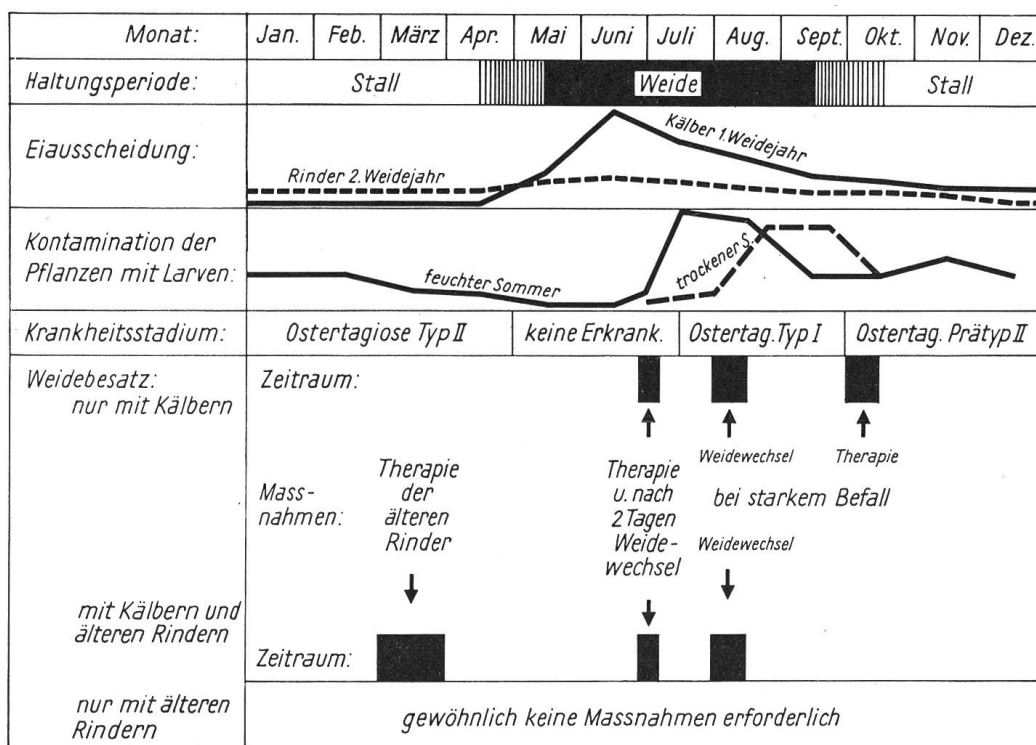 Monat: Jan. Feb. März Apr. Mai Juni Juli Aug. Sept. Okt. Nov. Dez.
Haltungsperiode: Stall Weide Stall
Eiausscheidung:
Kälber 1.Weidejahr
Rinder 2.Weidejahr
Kontamination der
Pflanzen mit Larven:
feuchter Sommer
trockener S.
Krankheitsstadium: Ostertagiose Typ II keine Erkrank. Ostertag.Typ I Ostertag. Prätyp II
Weidebesatz:
nur mit Kälbern
Zeitraum:
Mass-
nahmen:
Therapie
der
älteren
Rinder
Therapie
u. nach
2 Tagen
Weide-
wechsel
Weidewechsel
Therapie
bei starkem Befall
Weidewechsel
mit Kälbern und
älteren Rindern
Zeitraum:
nur mit älteren
Rindern
gewöhnlich keine Massnahmen erforderlich